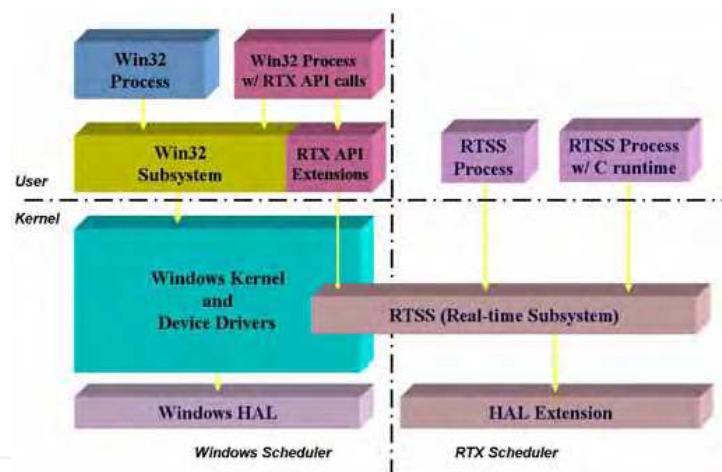 Win32
Process
Win32 Process
w/ RTX API calls
Win32
Subsystem
RTX API
Extensions
RTSS
Process
RTSS Process
w/ C runtime
User
Kernel
Windows Kernel
and
Device Drivers
RTSS (Real-time Subsystem)
Windows HAL
HAL Extension
Windows Scheduler
RTX Scheduler